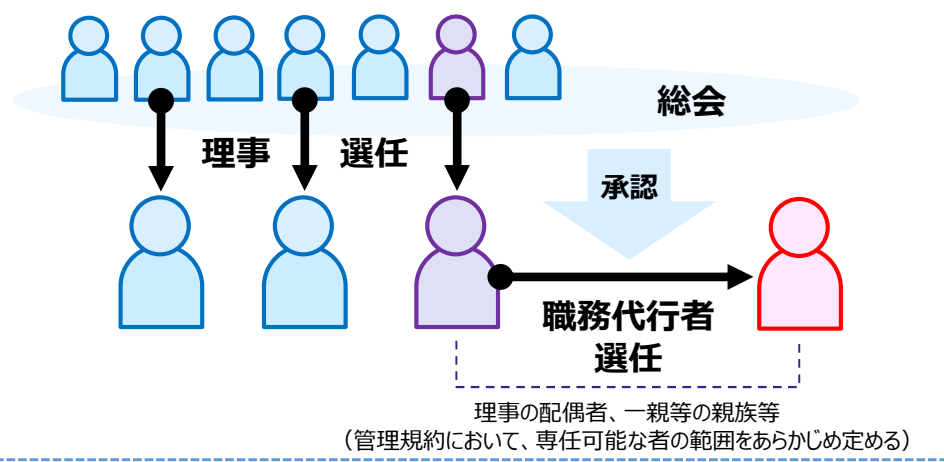 総会
理事 選任
承認
職務代行者
選任
理事の配偶者、一親等の親族等
（管理規約において、専任可能な者の範囲をあらかじめ定める）